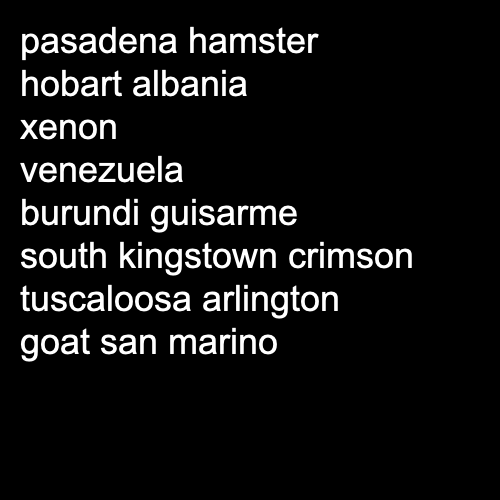 pasadena hamster
hobart albania
xenon
venezuela
burundi guisarme
south kingstown crimson
tuscaloosa arlington
goat san marino